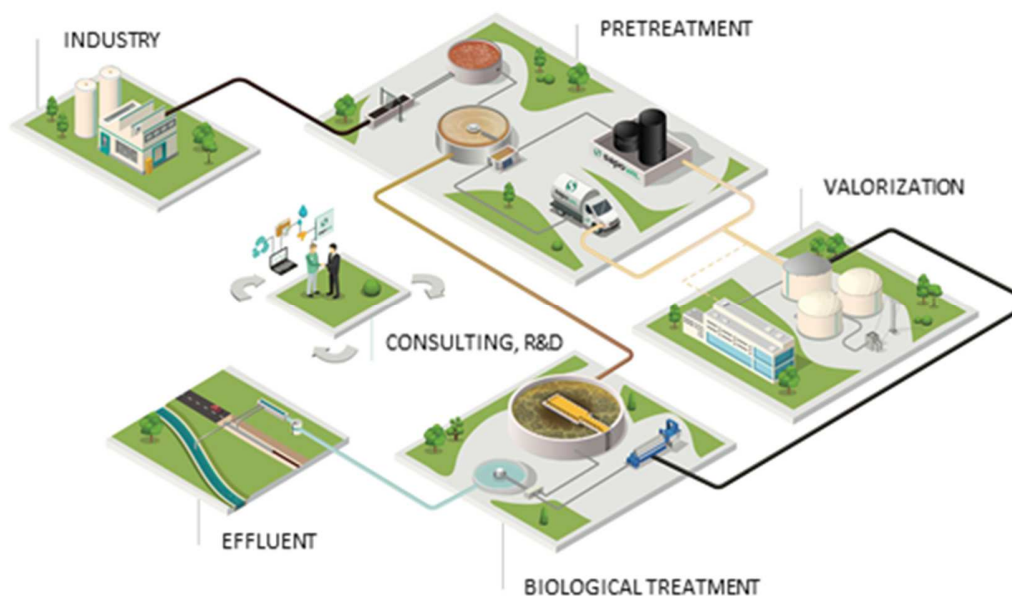 INDUSTRY
PRETREATMENT
VALORIZATION
CONSULTING, R&D
EFFLUENT
BIOLOGICAL TREATMENT